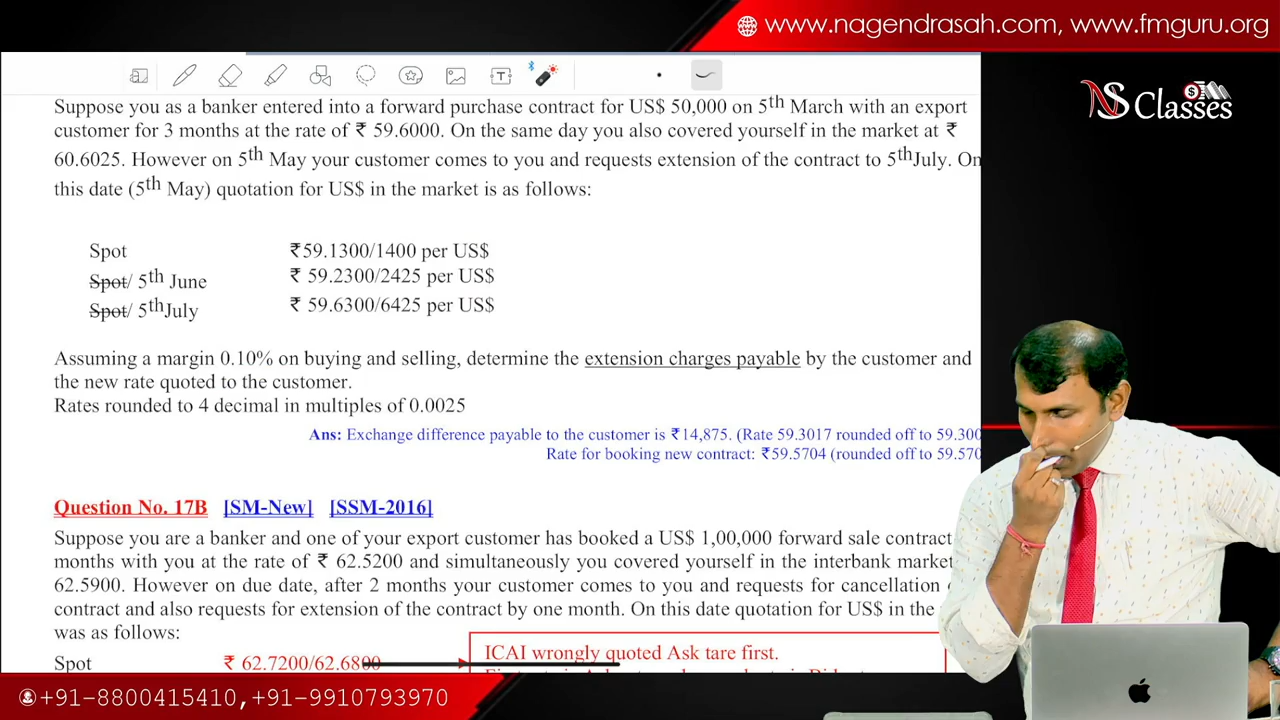 www.nagendrasah.com, www.fmguru.org
NS Classes
Suppose you as a banker entered into a forward purchase contract for US$ 50,000 on 5th March with an export
customer for 3 months at the rate of ₹ 59.6000. On the same day you also covered yourself in the market at ₹
60.6025. However on 5th May your customer comes to you and requests extension of the contract to 5thJuly. On
this date (5th May) quotation for US$ in the market is as follows:
Spot ₹59.1300/1400 per US$
Spot/ 5th June ₹ 59.2300/2425 per US$
Spot/ 5thJuly ₹ 59.6300/6425 per US$
Assuming a margin 0.10% on buying and selling, determine the extension charges payable by the customer and
the new rate quoted to the customer.
Rates rounded to 4 decimal in multiples of 0.0025
Ans: Exchange difference payable to the customer is ₹14,875. (Rate 59.3017 rounded off to 59.300
Rate for booking new contract: ₹59.5704 (rounded off to 59.570
Question No. 17B [SM-New] [SSM-2016]
Suppose you are a banker and one of your export customer has booked a US$ 1,00,000 forward sale contract
months with you at the rate of ₹ 62.5200 and simultaneously you covered yourself in the interbank market
62.5900. However on due date, after 2 months your customer comes to you and requests for cancellation
contract and also requests for extension of the contract by one month. On this date quotation for US$ in the
was as follows:
Spot ₹ 62.7200/62.6800
ICAI wrongly quoted Ask tare first.
+91-8800415410,+91-9910793970